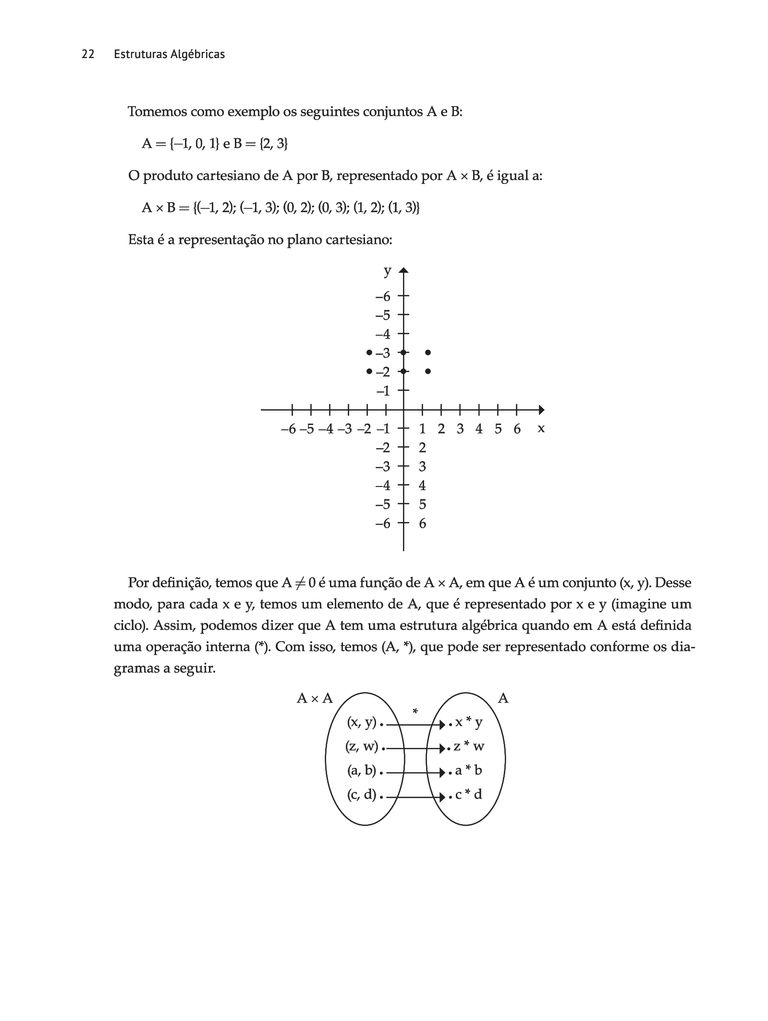 22 Estruturas Algébricas
Tomemos como exemplo os seguintes conjuntos A e B:
A = {–1, 0, 1} e B = {2, 3}
O produto cartesiano de A por B, representado por A × B, é igual a:
A × B = {(–1, 2); (–1, 3); (0, 2); (0, 3); (1, 2); (1, 3)}
Esta é a representação no plano cartesiano:
y
–6
–5
–4
–3
–2
–1
–6 –5 –4 –3 –2 –1 1 2 3 4 5 6 x
–2 2
–3 3
–4 4
–5 5
–6 6
Por definição, temos que A ≠ 0 é uma função de A × A, em que A é um conjunto (x, y). Desse
modo, para cada x e y, temos um elemento de A, que é representado por x e y (imagine um
ciclo). Assim, podemos dizer que A tem uma estrutura algébrica quando em A está definida
uma operação interna (*). Com isso, temos (A, *), que pode ser representado conforme os dia-
gramas a seguir.
A × A A
*
(x, y) . . x * y
(z, w) . . z * w
(a, b) . . a * b
(c, d) . . c * d